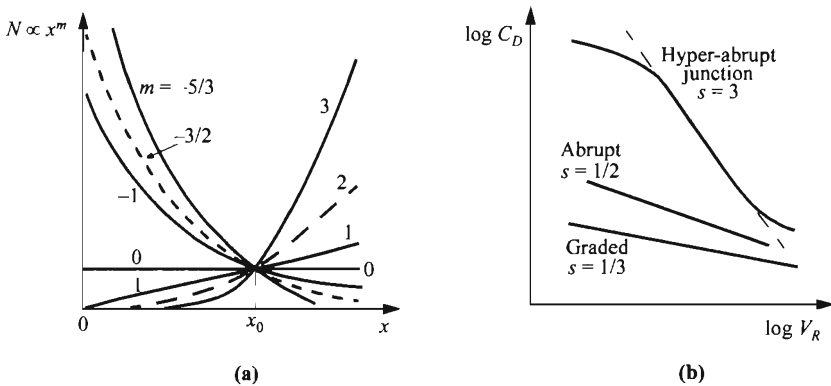 N ∝ xᵐ
m = -5/3
-3/2
-1
0
1
3
2
1
0
0
x₀
x
(a)
log C_D
Hyper-abrupt
junction
s = 3
Abrupt
s = 1/2
Graded
s = 1/3
log V_R
(b)